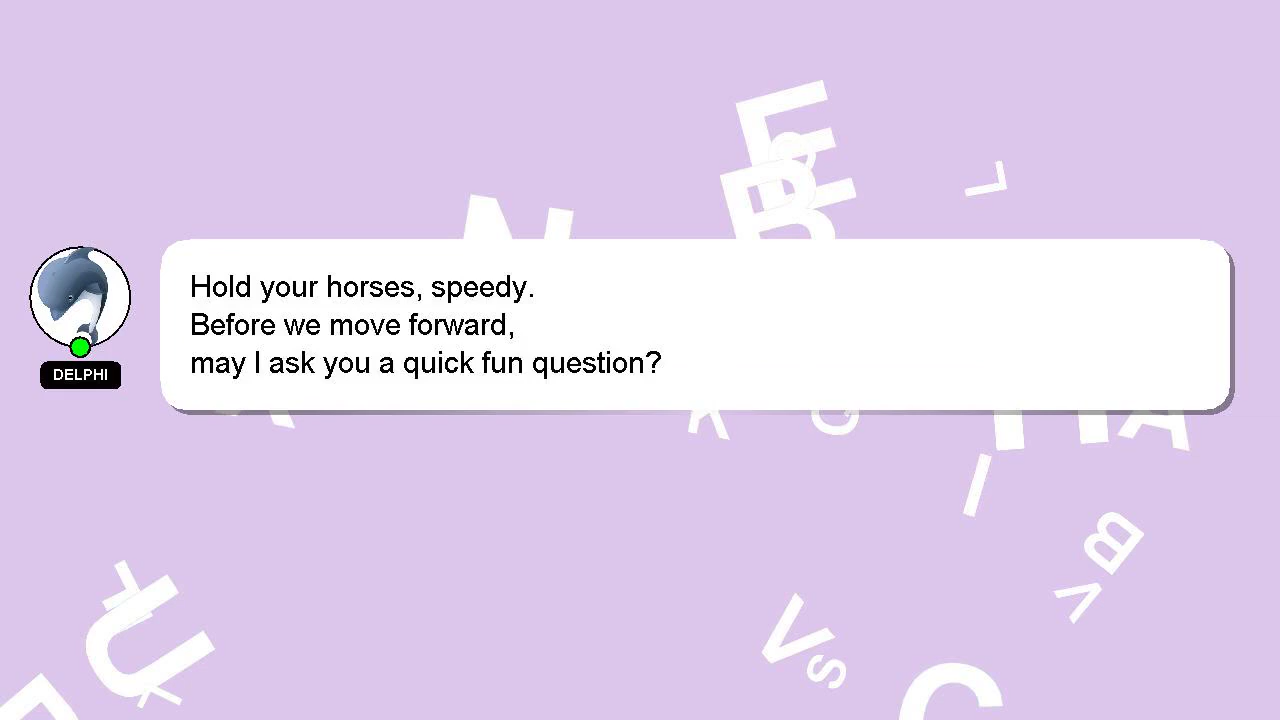 Hold your horses, speedy.
Before we move forward,
may I ask you a quick fun question?
DELPHI
E
B
L
N
K
G
A
I
B
V
V
S
U
C